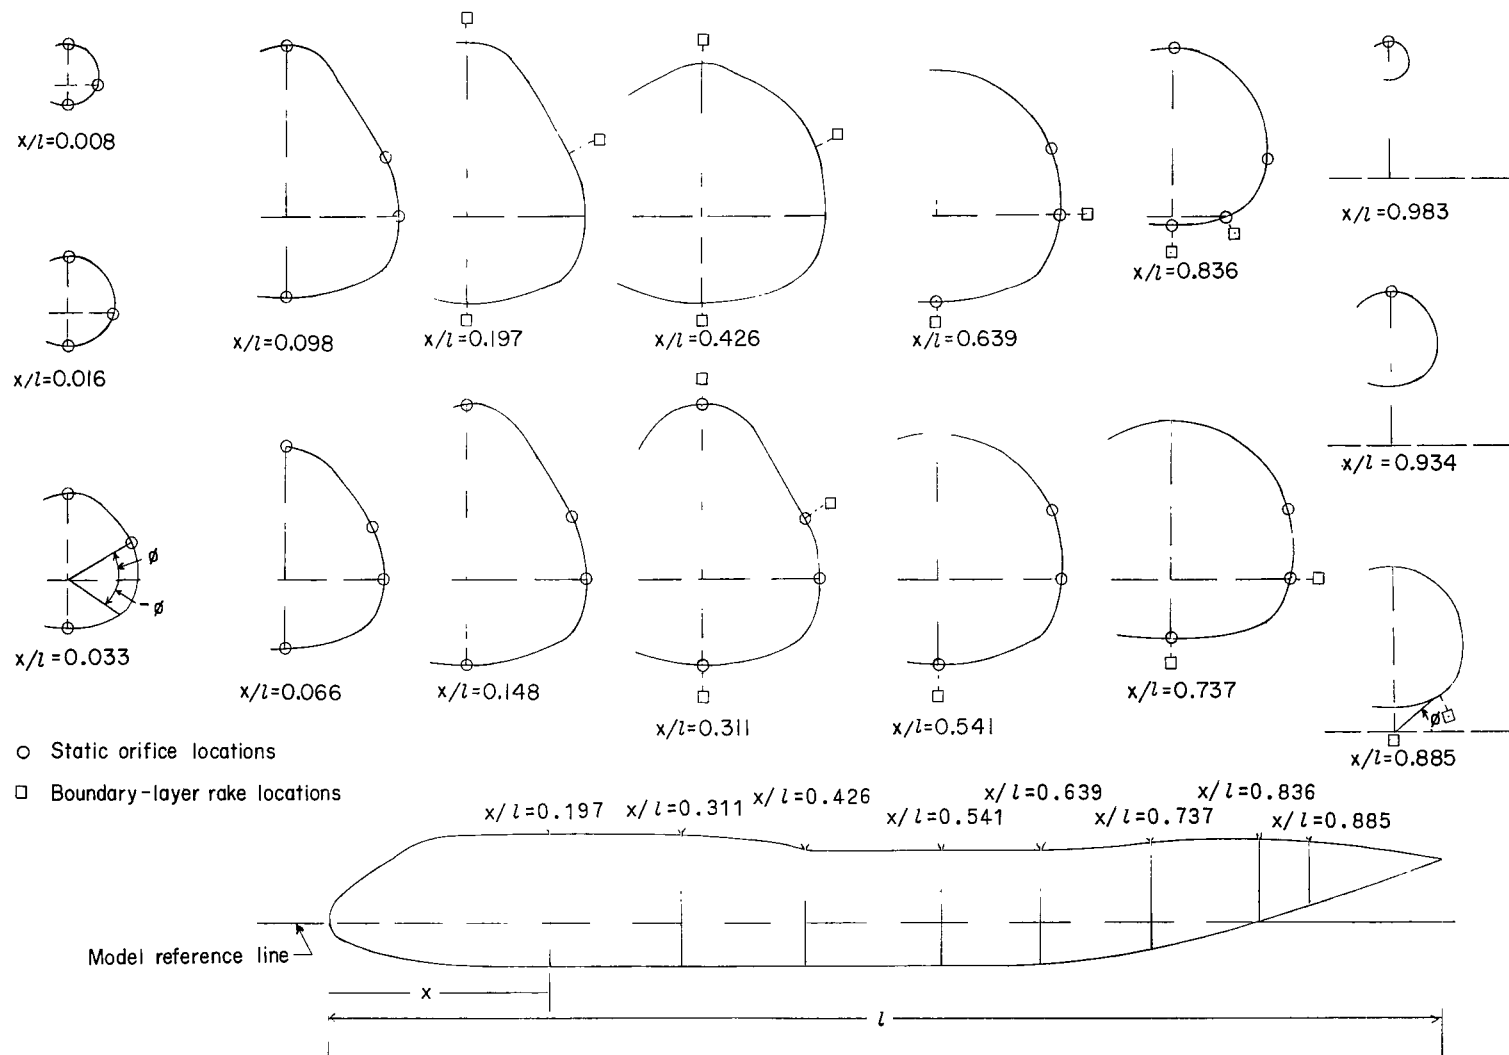 x/l=0.008
x/l=0.016
ø
-ø
x/l=0.033
x/l=0.098
x/l=0.197
x/l=0.426
x/l=0.639
x/l=0.836
x/l=0.983
x/l=0.934
x/l=0.066
x/l=0.148
x/l=0.311
x/l=0.541
x/l=0.737
ø
x/l=0.885
Static orifice locations
Boundary-layer rake locations
x/l=0.197
x/l=0.311
x/l=0.426
x/l=0.541
x/l=0.639
x/l=0.737
x/l=0.836
x/l=0.885
Model reference line
x
l